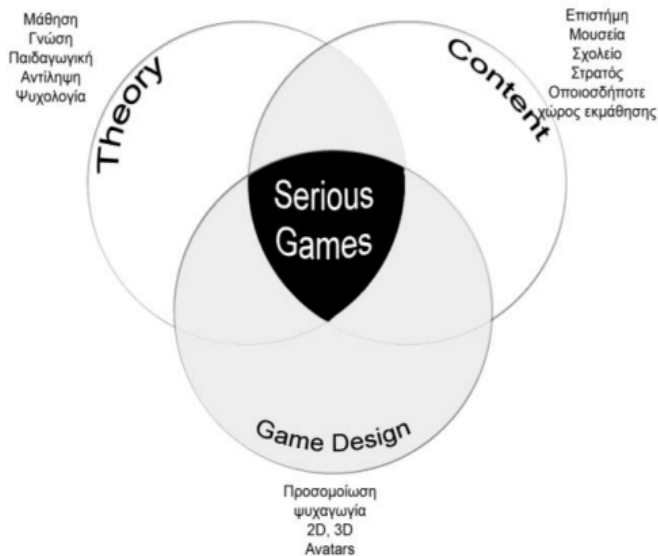 Μάθηση
Γνώση
Παιδαγωγική
Αντίληψη
Ψυχολογία
Theory
Επιστήμη
Μουσεία
Σχολείο
Στρατός
Οποιοσδήποτε
χώρος εκμάθησης
Content
Serious
Games
Game Design
Προσομοίωση
ψυχαγωγία
2D, 3D
Avatars